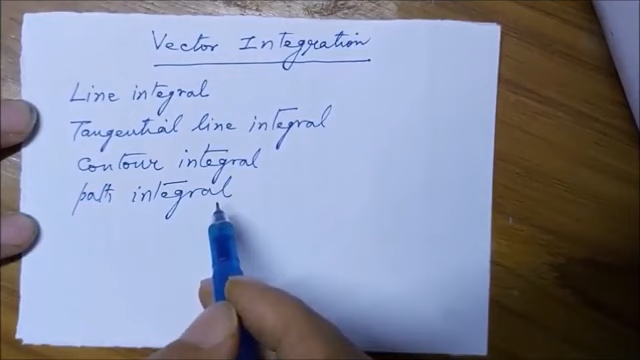 Vector Integration
Line integral
Tangential line integral
contour integral
path integral